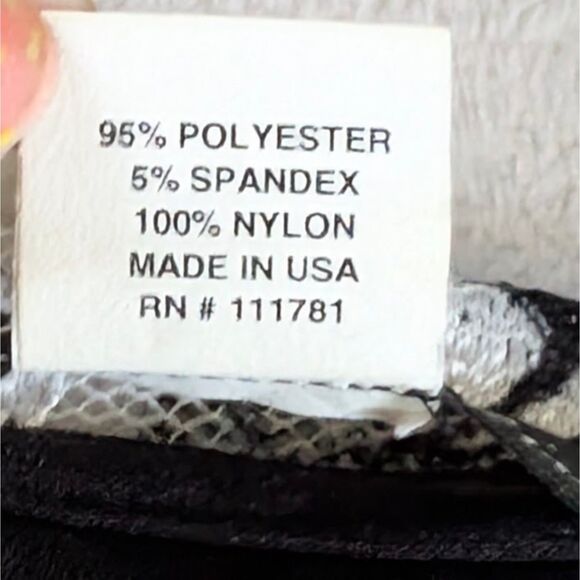 95% POLYESTER
5% SPANDEX
100% NYLON
MADE IN USA
RN # 111781